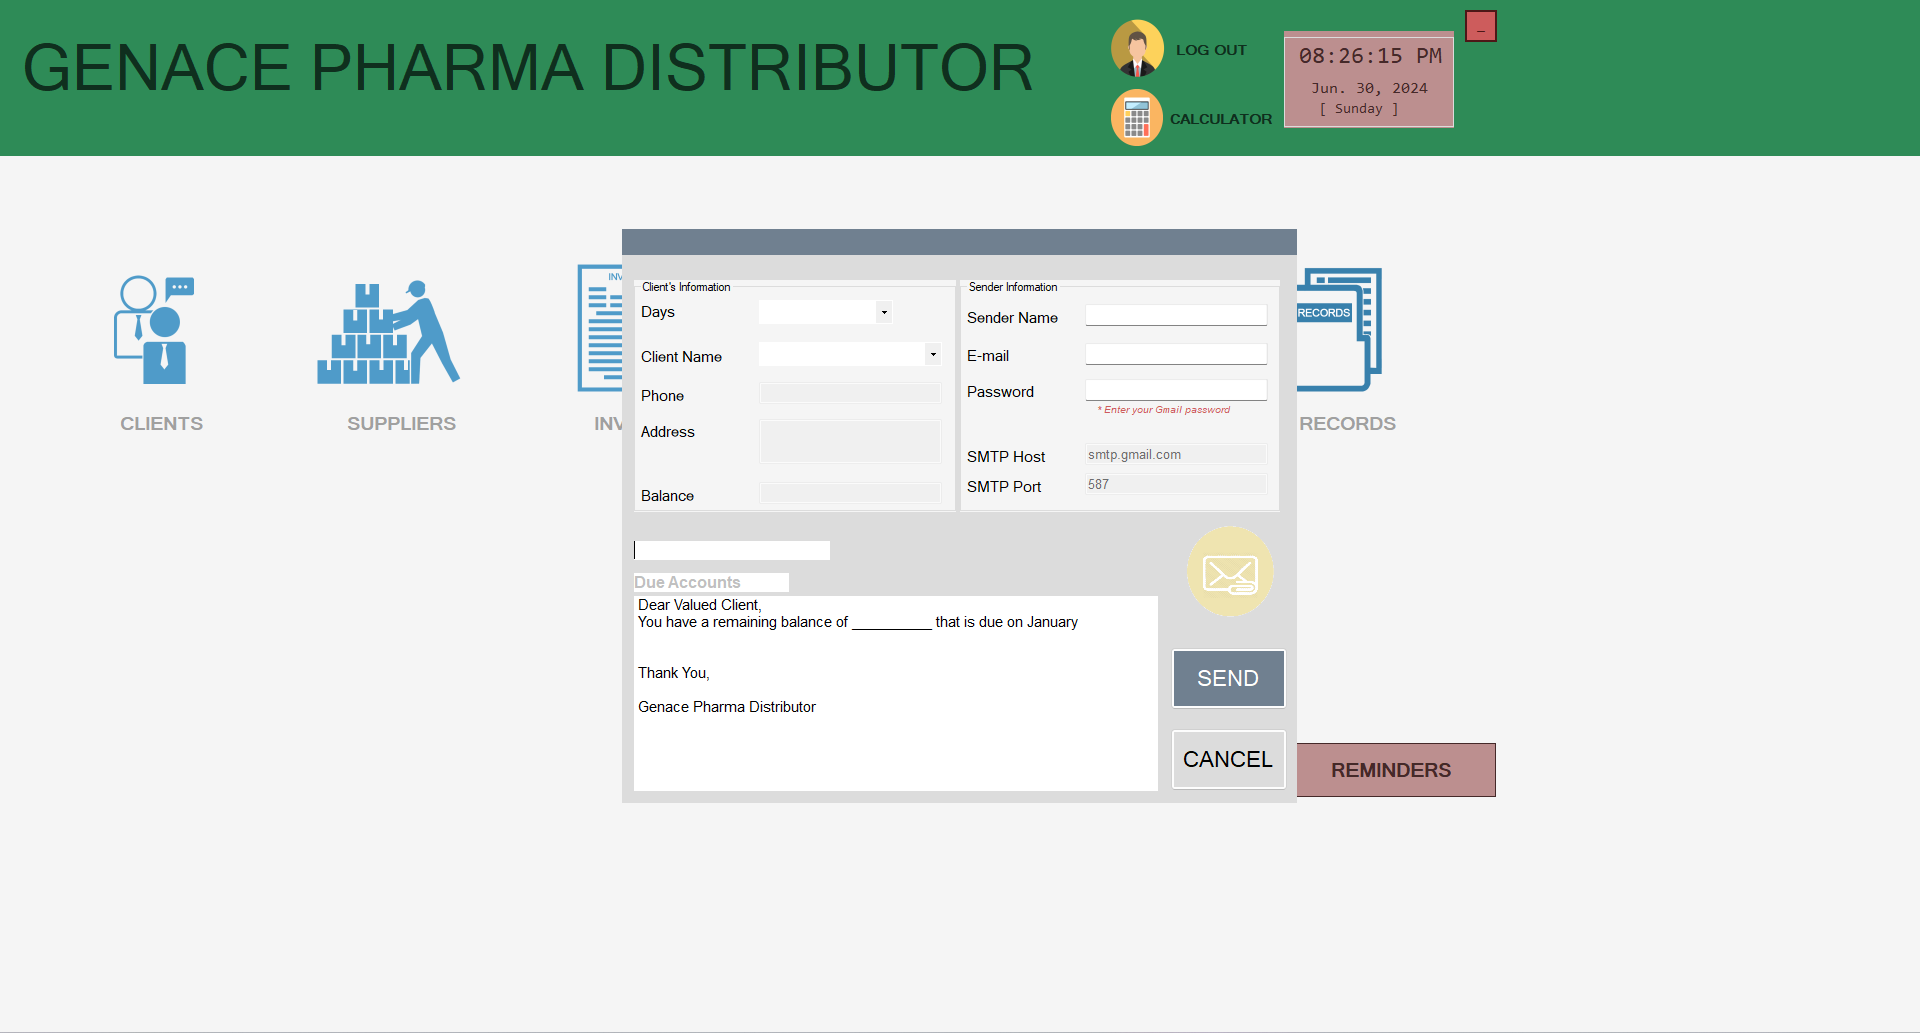 GENACE PHARMA DISTRIBUTOR
LOG OUT
CALCULATOR
08:26:15 PM
Jun. 30, 2024
[ Sunday ]
_
INV
RECORDS
CLIENTS
SUPPLIERS
INV
RECORDS
Client's Information
Days
Client Name
Phone
Address
Balance
Sender Information
Sender Name
E-mail
Password
* Enter your Gmail password
SMTP Host
smtp.gmail.com
SMTP Port
587
Due Accounts
Dear Valued Client,
You have a remaining balance of __________ that is due on January
Thank You,
Genace Pharma Distributor
SEND
CANCEL
REMINDERS